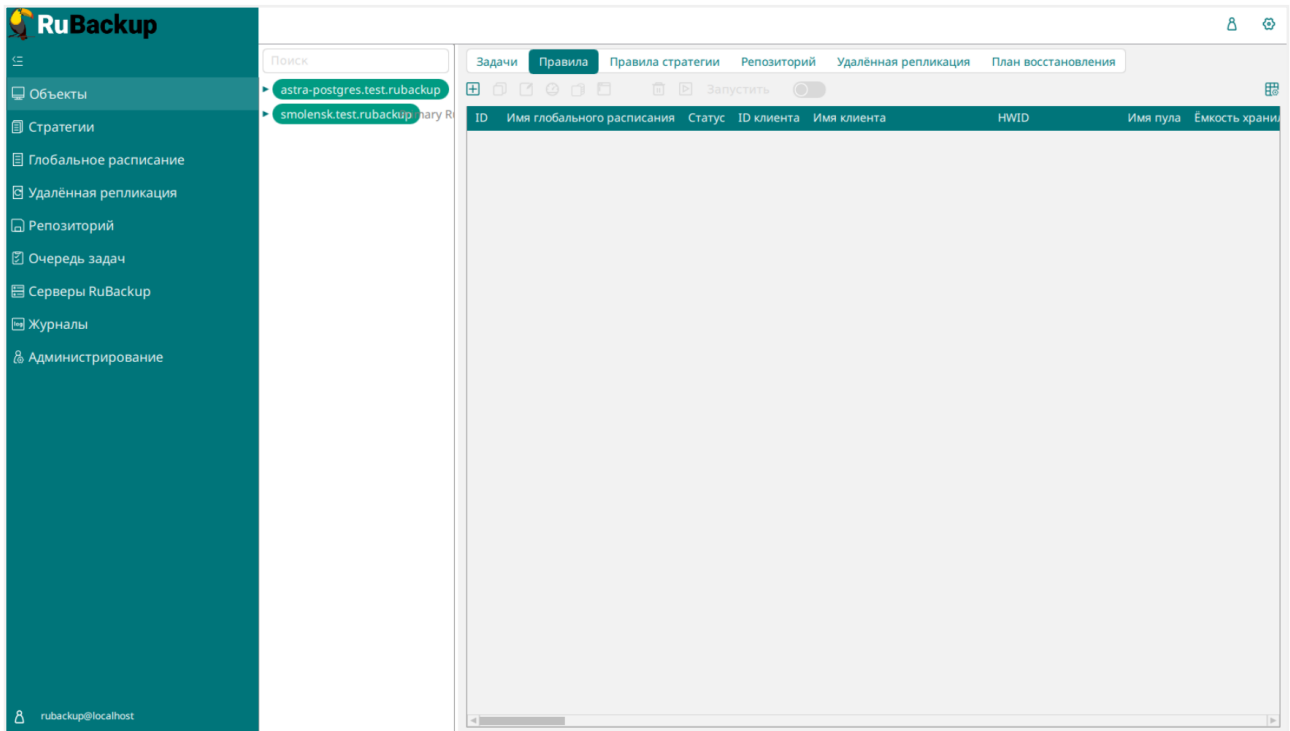 RuBackup
Объекты
Стратегии
Глобальное расписание
Удалённая репликация
Репозиторий
Очередь задач
Серверы RuBackup
Журналы
Администрирование
rubackup@localhost
Поиск
astra-postgres.test.rubackup
smolensk.test.rubackup
Задачи Правила Правила стратегии Репозиторий Удалённая репликация План восстановления
Запустить
ID Имя глобального расписания Статус ID клиента Имя клиента HWID Имя пула Ёмкость